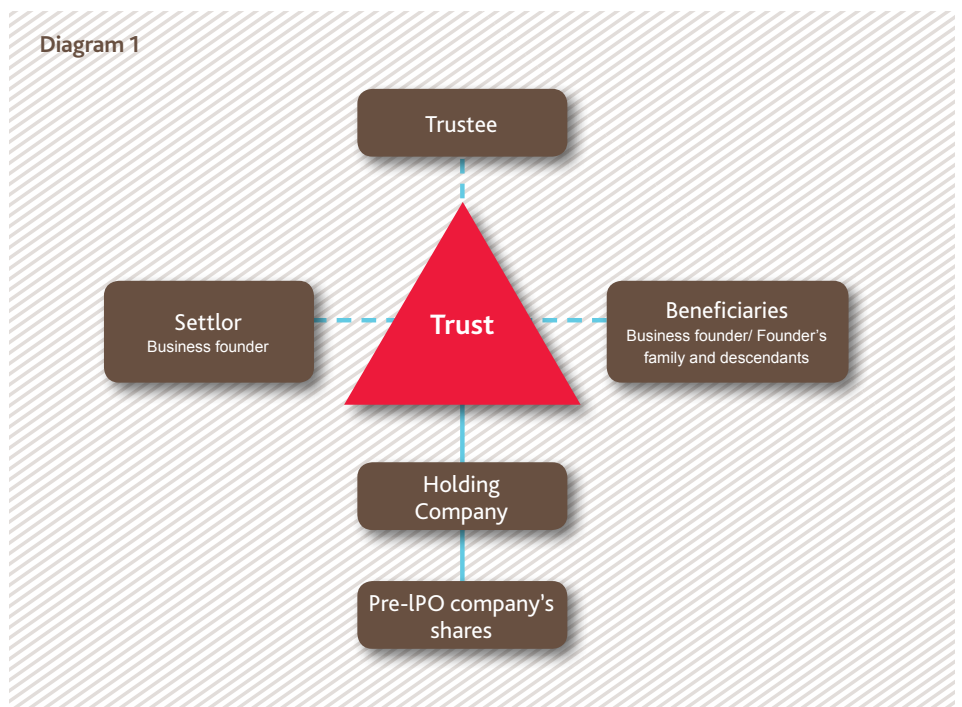 Diagram 1
Trustee
Settlor
Business founder
Trust
Beneficiaries
Business founder/ Founder's
family and descendants
Holding
Company
Pre-IPO company's
shares